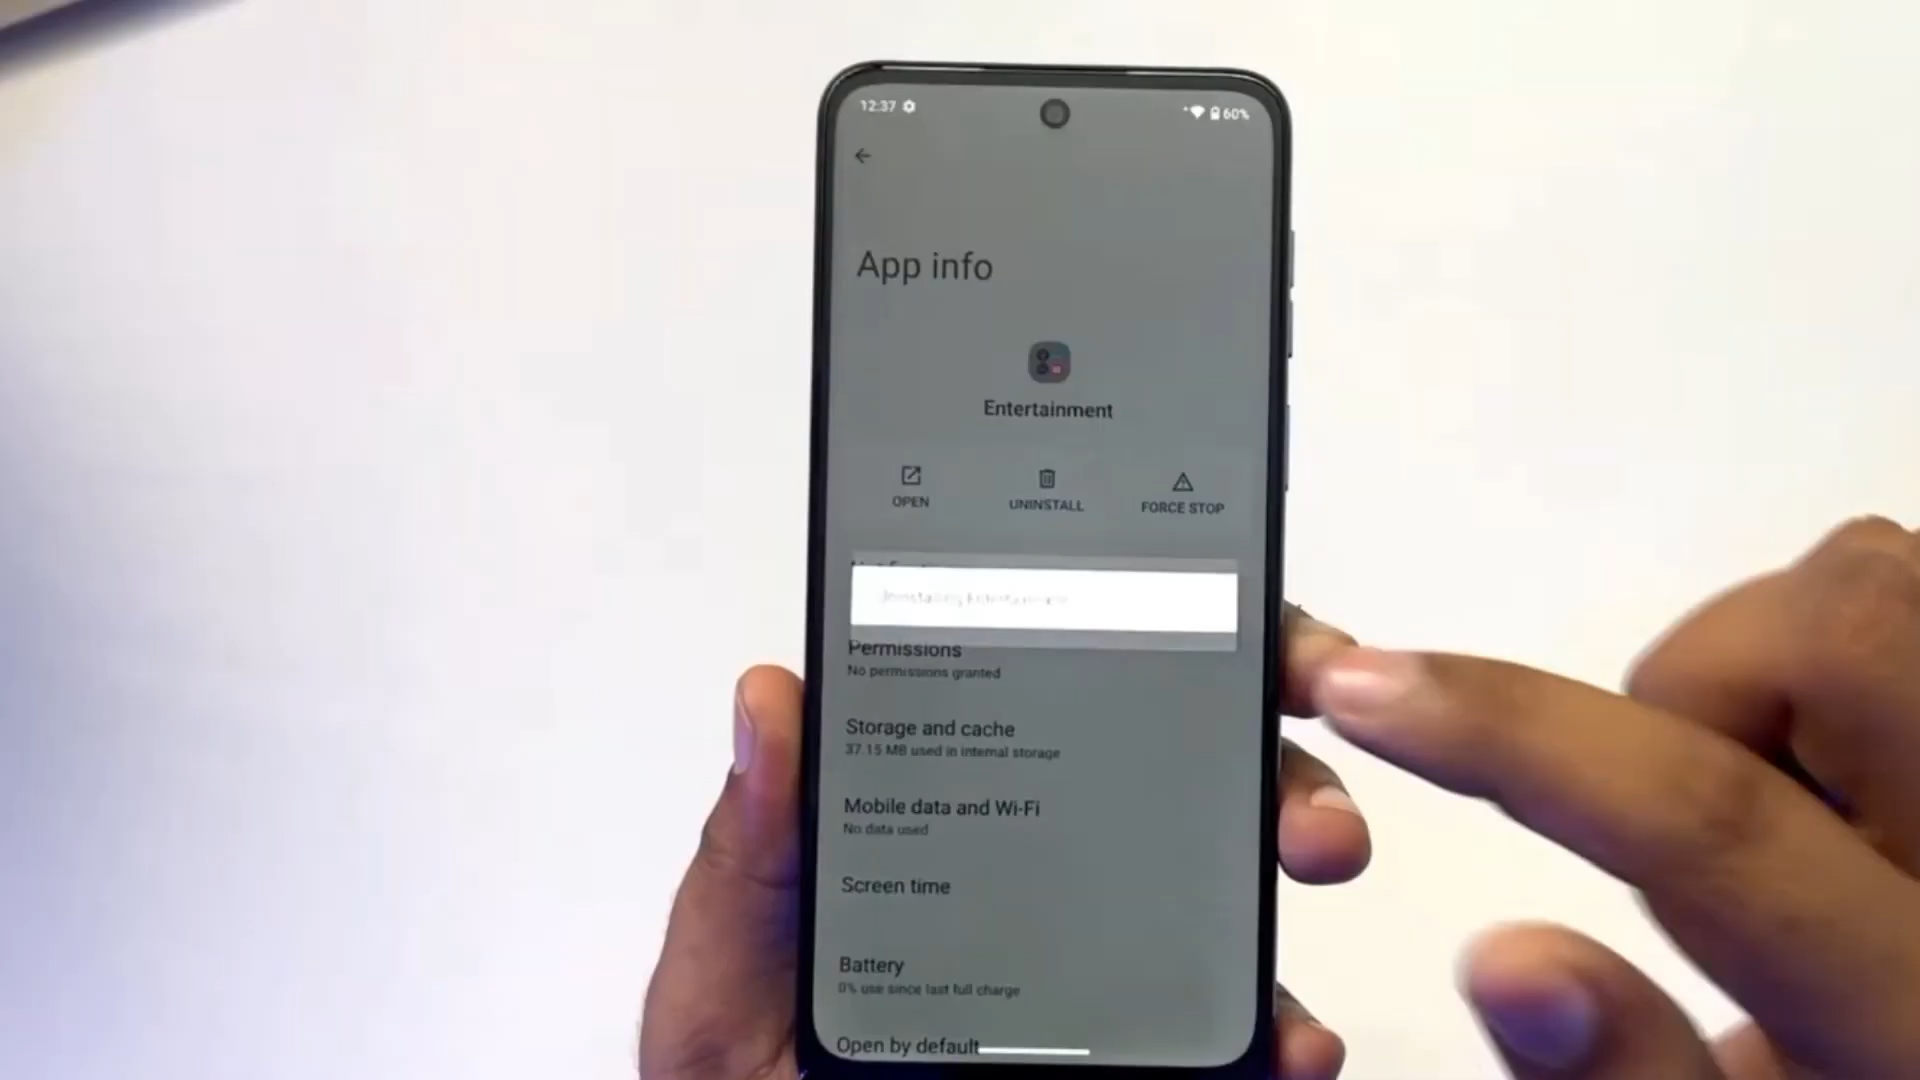 12:37
60%
App info
Entertainment
OPEN
UNINSTALL
FORCE STOP
Uninstalling Entertainment
Permissions
No permissions granted
Storage and cache
37.15 MB used in internal storage
Mobile data and Wi-Fi
No data used
Screen time
Battery
0% use since last full charge
Open by default